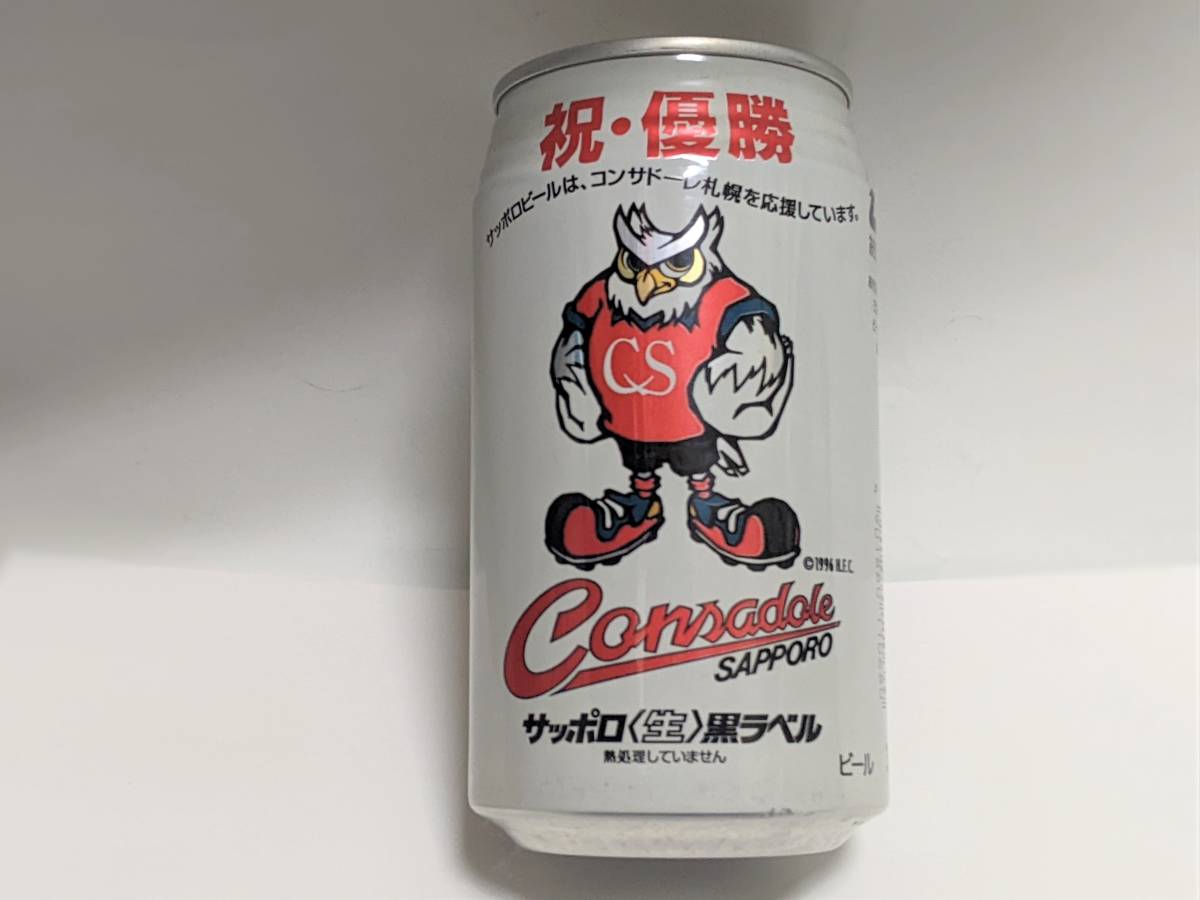 祝・優勝
サッポロビールは、コンサドーレ札幌を応援しています。
CS
©1996 H.F.C.
Consadole
SAPPORO
サッポロ〈生〉黒ラベル
熱処理していません
ビール